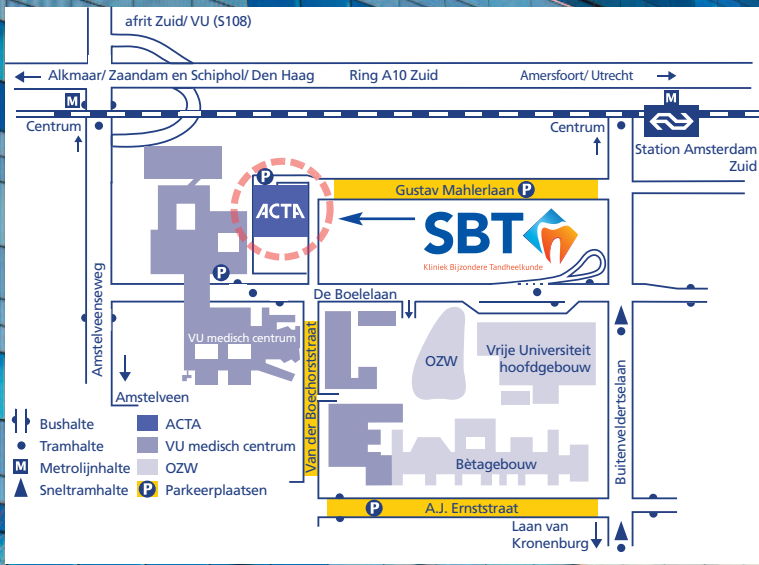 afrit Zuid/ VU (S108)
Alkmaar/ Zaandam en Schiphol/ Den Haag
Ring A10 Zuid
Amersfoort/ Utrecht
M
M
Centrum
Centrum
Station Amsterdam
Zuid
P
Gustav Mahlerlaan P
ACTA
SBT
Kliniek Bijzondere Tandheelkunde
P
De Boelelaan
Amstelveenseweg
VU medisch centrum
OZW
Vrije Universiteit
hoofdgebouw
Van der Boechorststraat
Buitenveldertselaan
Amstelveen
Bushalte
ACTA
Tramhalte
VU medisch centrum
M Metrolijnhalte
OZW
Sneltramhalte
P Parkeerplaatsen
Bètagebouw
P
A.J. Ernststraat
Laan van
Kronenburg